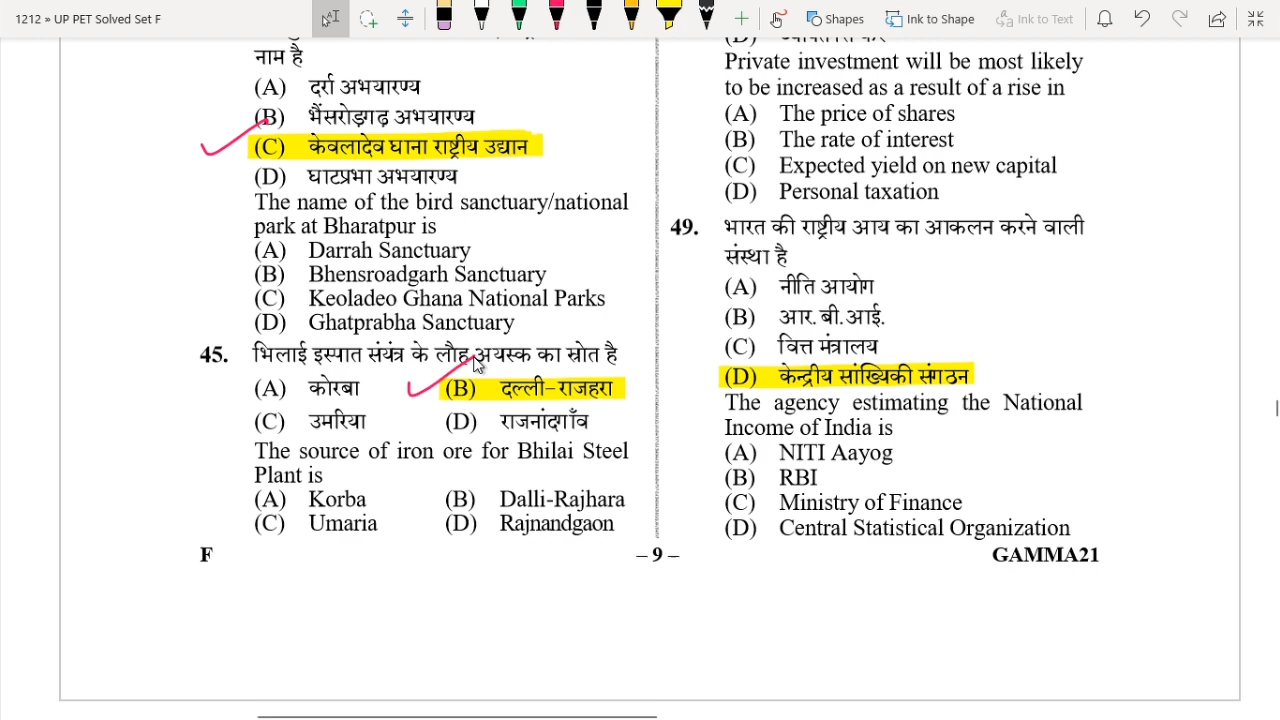 1212 » UP PET Solved Set F
Shapes
Ink to Shape
Ink to Text
नाम है
(A) दर्रा अभयारण्य
(B) भैंसरोड़गढ़ अभयारण्य
(C) केवलादेव घाना राष्ट्रीय उद्यान
(D) घाटप्रभा अभयारण्य
The name of the bird sanctuary/national
park at Bharatpur is
(A) Darrah Sanctuary
(B) Bhensroadgarh Sanctuary
(C) Keoladeo Ghana National Parks
(D) Ghatprabha Sanctuary
45. भिलाई इस्पात संयंत्र के लौह अयस्क का स्रोत है
(A) कोरबा (B) दल्ली-राजहरा
(C) उमरिया (D) राजनांदगाँव
The source of iron ore for Bhilai Steel
Plant is
(A) Korba (B) Dalli-Rajhara
(C) Umaria (D) Rajnandgaon
(D)
Private investment will be most likely
to be increased as a result of a rise in
(A) The price of shares
(B) The rate of interest
(C) Expected yield on new capital
(D) Personal taxation
49. भारत की राष्ट्रीय आय का आकलन करने वाली
संस्था है
(A) नीति आयोग
(B) आर. बी. आई.
(C) वित्त मंत्रालय
(D) केन्द्रीय सांख्यिकी संगठन
The agency estimating the National
Income of India is
(A) NITI Aayog
(B) RBI
(C) Ministry of Finance
(D) Central Statistical Organization
F – 9 – GAMMA21